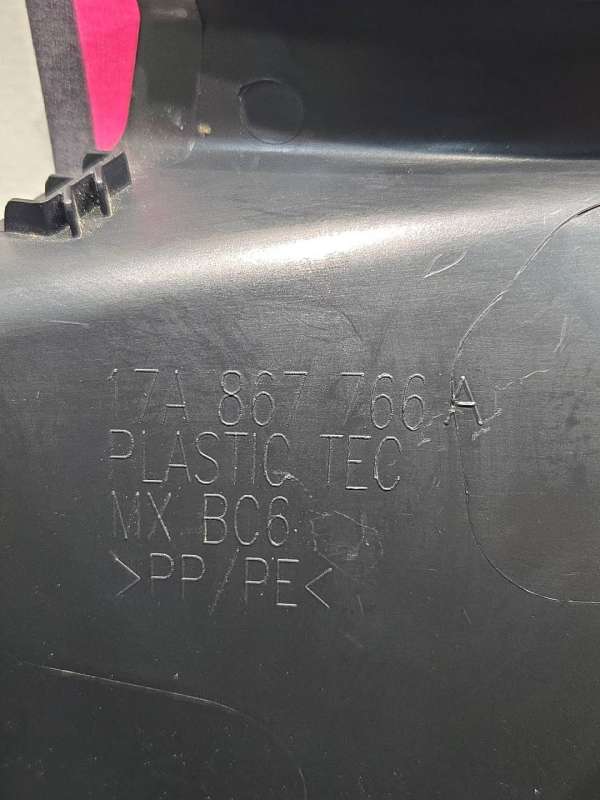 17A 867 766 A
PLASTIC TEC
MX BC6
>PP/PE<